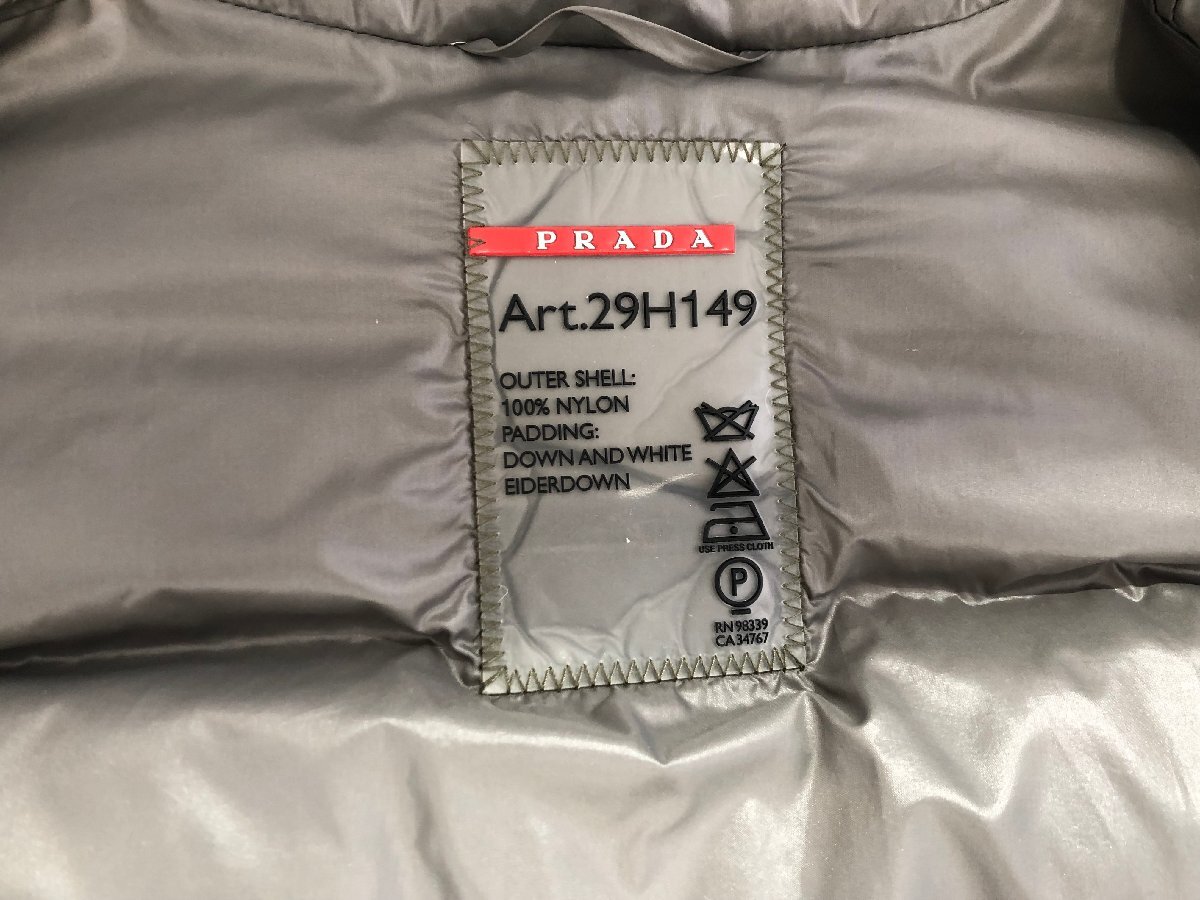 PRADA
Art.29H149
OUTER SHELL:
100% NYLON
PADDING:
DOWN AND WHITE
EIDERDOWN
USE PRESS CLOTH
P
RN 98339
CA 34767